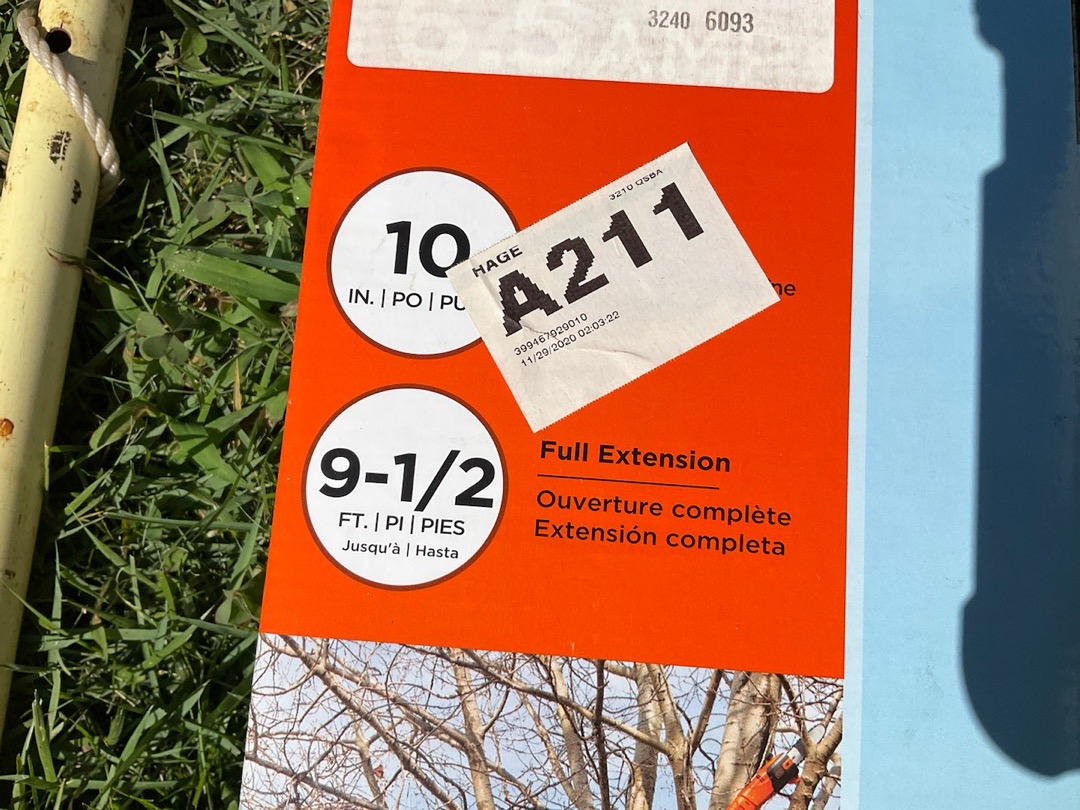 3240 6093
10
IN. | PO | PU
HAGE
3210 QSBA
A211
399467929010
11/29/2020 02:03:22
ne
9-1/2
FT. | PI | PIES
Jusqu'à | Hasta
Full Extension
Ouverture complète
Extensión completa